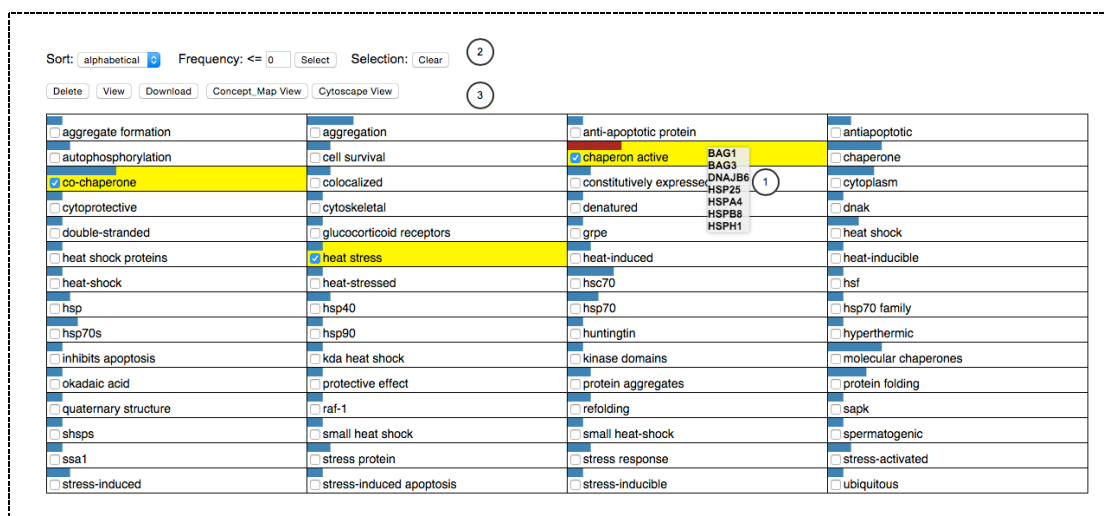 Sort: alphabetical Frequency: <= 0 Select Selection: Clear 2
Delete View Download Concept_Map View Cytoscape View 3
aggregate formation aggregation anti-apoptotic protein antiapoptotic
autophosphorylation cell survival chaperon active BAG1 chaperone
BAG3
co-chaperone colocalized constitutively expressed DNAJB6 1 cytoplasm
HSP25
cytoprotective cytoskeletal denatured HSPA4 dnak
HSPB8
double-stranded glucocorticoid receptors grpe HSPH1 heat shock
heat shock proteins heat stress heat-induced heat-inducible
heat-shock heat-stressed hsc70 hsf
hsp hsp40 hsp70 hsp70 family
hsp70s hsp90 huntingtin hyperthermic
inhibits apoptosis kda heat shock kinase domains molecular chaperones
okadaic acid protective effect protein aggregates protein folding
quaternary structure raf-1 refolding sapk
shsps small heat shock small heat-shock spermatogenic
ssa1 stress protein stress response stress-activated
stress-induced stress-induced apoptosis stress-inducible ubiquitous